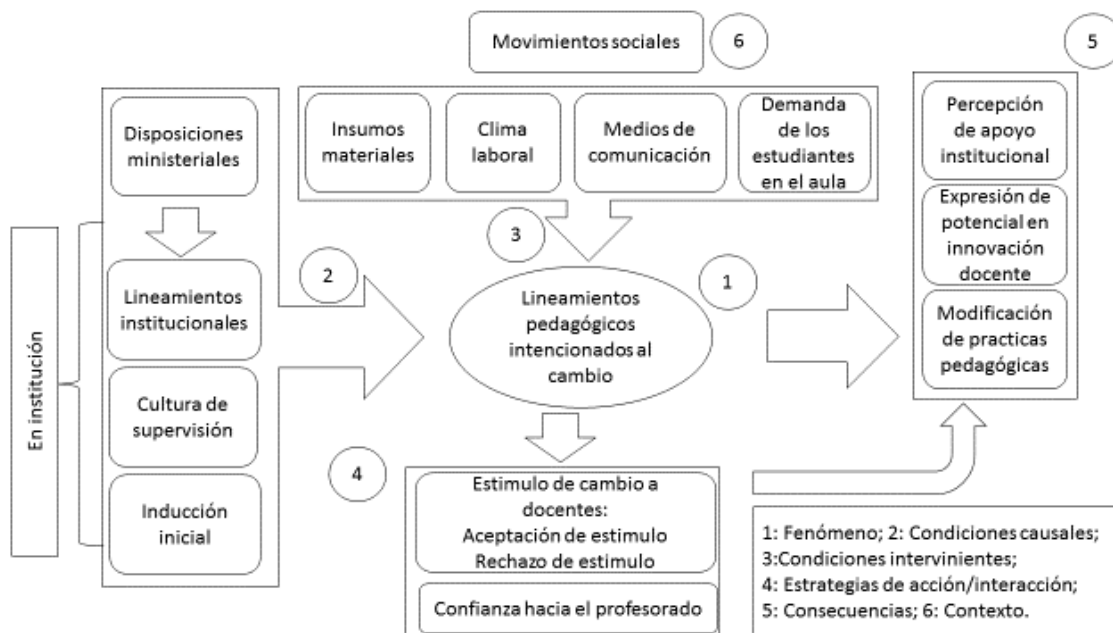 Movimientos sociales
6
5
Disposiciones
ministeriales
Insumos
materiales
Clima
laboral
Medios de
comunicación
Demanda
de los
estudiantes
en el aula
Percepción
de apoyo
institucional
Expresión de
potencial en
innovación
docente
Modificación
de practicas
pedagógicas
En institución
Lineamientos
institucionales
Cultura de
supervisión
Inducción
inicial
2
3
1
Lineamientos
pedagógicos
intencionados al
cambio
4
Estimulo de cambio a
docentes:
Aceptación de estimulo
Rechazo de estimulo
Confianza hacia el profesorado
1: Fenómeno; 2: Condiciones causales;
3:Condiciones intervinientes;
4: Estrategias de acción/interacción;
5: Consecuencias; 6: Contexto.